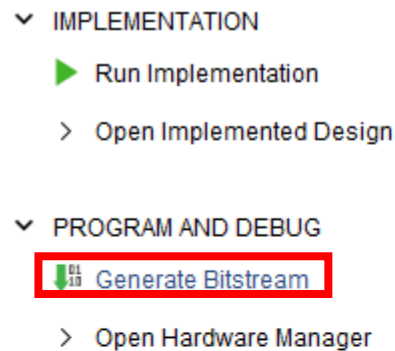 IMPLEMENTATION
Run Implementation
Open Implemented Design
PROGRAM AND DEBUG
Generate Bitstream
Open Hardware Manager